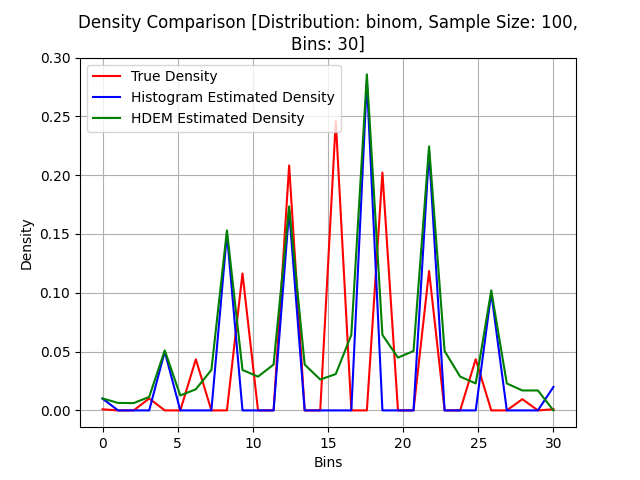 Density Comparison [Distribution: binom, Sample Size: 100,
Bins: 30]
True Density
Histogram Estimated Density
HDEM Estimated Density
Density
0.30
0.25
0.20
0.15
0.10
0.05
0.00
0 5 10 15 20 25 30
Bins